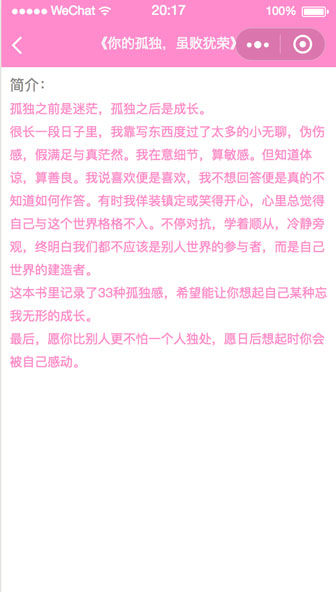 WeChat 20:17 100%
《你的孤独，虽败犹荣》
简介：
孤独之前是迷茫，孤独之后是成长。
很长一段日子里，我靠写东西度过了太多的小无聊，伪伤
感，假满足与真茫然。我在意细节，算敏感。但知道体
谅，算善良。我说喜欢便是喜欢，我不想回答便是真的不
知道如何作答。有时我佯装镇定或笑得开心，心里总觉得
自己与这个世界格格不入。不停对抗，学着顺从，冷静旁
观，终明白我们都不应该是别人世界的参与者，而是自己
世界的建造者。
这本书里记录了33种孤独感，希望能让你想起自己某种忘
我无形的成长。
最后，愿你比别人更不怕一个人独处，愿日后想起时你会
被自己感动。